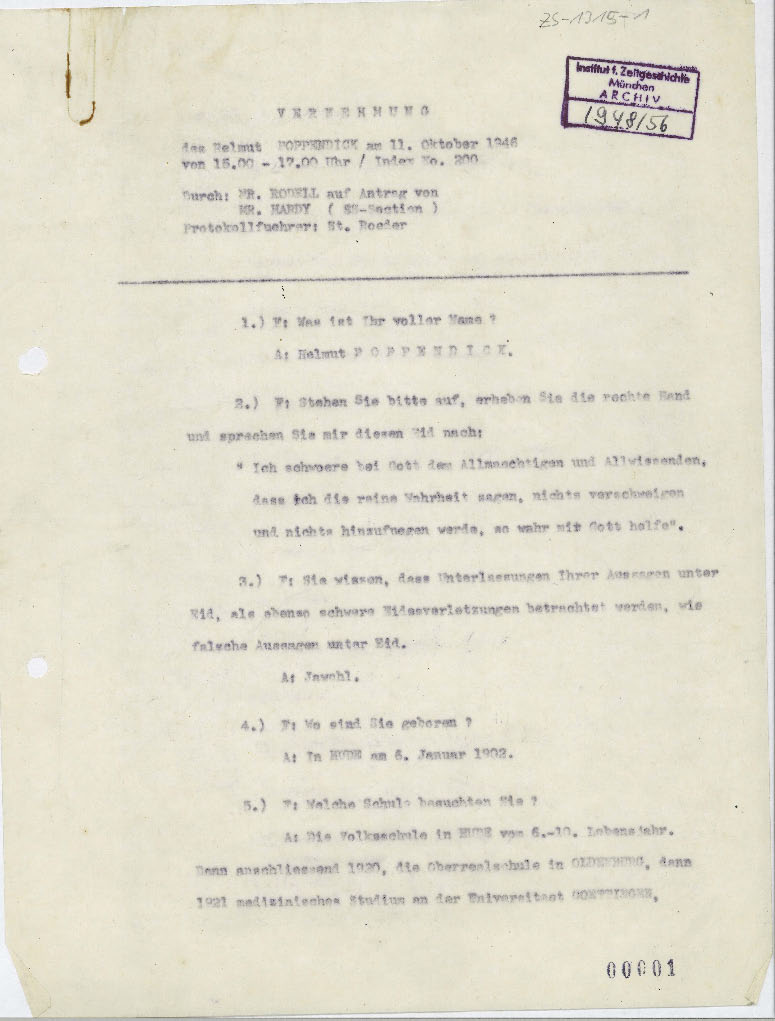 ZS-1315-1
Institut f. Zeitgeschichte
München
ARCHIV
1948/56
VERNEHMUNG
des Helmut POPPENDICK am 11. Oktober 1946
von 15.00 - 17.00 Uhr / Index No. 200
Durch: MR. RODELL auf Antrag von
MR. HARDY ( SS-Section )
Protokollfuehrer: St. Roeder
1.) F: Was ist Ihr voller Name ?
A: Helmut P O P P E N D I C K.
2.) F: Stehen Sie bitte auf, erheben Sie die rechte Hand
und sprechen Sie mir diesen Eid nach:
" Ich schwoere bei Gott dem Allmaechtigen und Allwissenden,
dass ich die reine Wahrheit sagen, nichts verschweigen
und nichts hinzufuegen werde, so wahr mir Gott helfe".
3.) F: Sie wissen, dass Unterlassungen Ihrer Aussagen unter
Eid, als ebenso schwere Eidesverletzungen betrachtet werden, wie
falsche Aussagen unter Eid.
A: Jawohl.
4.) F: Wo sind Sie geboren ?
A: In HUDE am 6. Januar 1902.
5.) F: Welche Schule besuchten Sie ?
A: Die Volksschule in HUDE vom 6.-10. Lebensjahr.
Dann anschliessend 1920, die Oberrealschule in OLDENBURG, dann
1921 medizinisches Studium an der Universitaet GOETTINGEN,
00001